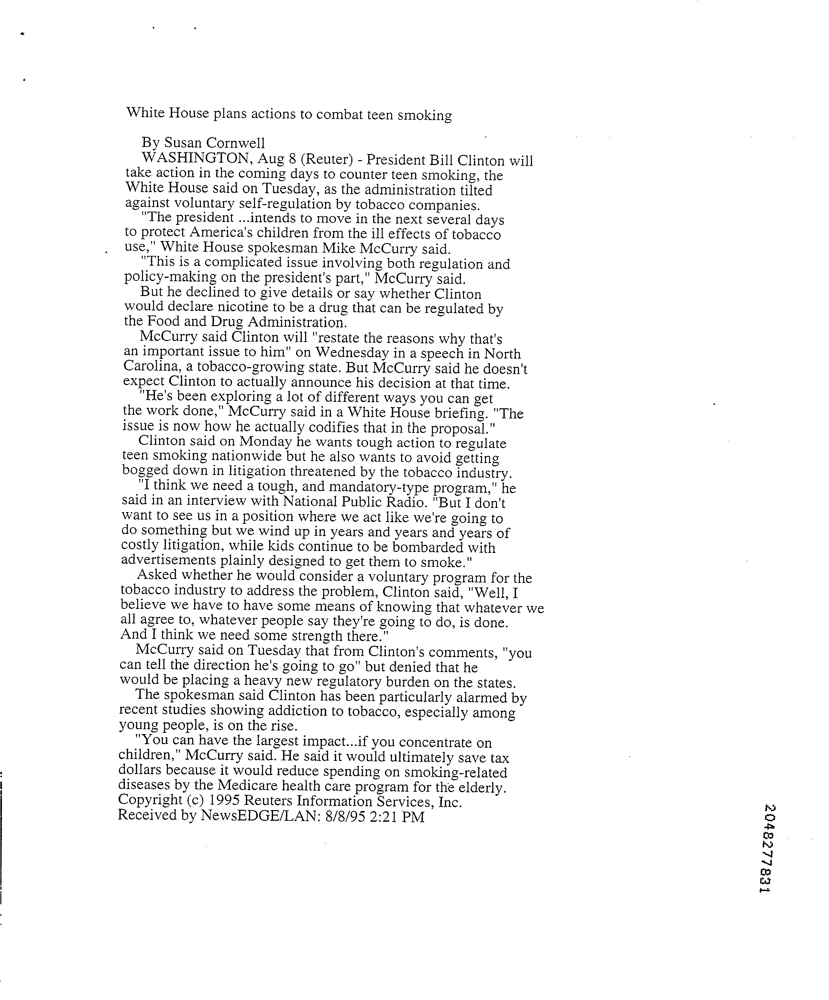 White House plans actions to combat teen smoking
By Susan Cornwell
WASHINGTON, Aug 8 (Reuter) - President Bill Clinton will
take action in the coming days to counter teen smoking, the
White House said on Tuesday, as the administration tilted
against voluntary self-regulation by tobacco companies.
"The president ...intends to move in the next several days
to protect America's children from the ill effects of tobacco
use," White House spokesman Mike McCurry said.
"This is a complicated issue involving both regulation and
policy-making on the president's part," McCurry said.
But he declined to give details or say whether Clinton
would declare nicotine to be a drug that can be regulated by
the Food and Drug Administration.
McCurry said Clinton will "restate the reasons why that's
an important issue to him" on Wednesday in a speech in North
Carolina, a tobacco-growing state. But McCurry said he doesn't
expect Clinton to actually announce his decision at that time.
"He's been exploring a lot of different ways you can get
the work done," McCurry said in a White House briefing. "The
issue is now how he actually codifies that in the proposal."
Clinton said on Monday he wants tough action to regulate
teen smoking nationwide but he also wants to avoid getting
bogged down in litigation threatened by the tobacco industry.
"I think we need a tough, and mandatory-type program," he
said in an interview with National Public Radio. "But I don't
want to see us in a position where we act like we're going to
do something but we wind up in years and years and years of
costly litigation, while kids continue to be bombarded with
advertisements plainly designed to get them to smoke."
Asked whether he would consider a voluntary program for the
tobacco industry to address the problem, Clinton said, "Well, I
believe we have to have some means of knowing that whatever we
all agree to, whatever people say they're going to do, is done.
And I think we need some strength there."
McCurry said on Tuesday that from Clinton's comments, "you
can tell the direction he's going to go" but denied that he
would be placing a heavy new regulatory burden on the states.
The spokesman said Clinton has been particularly alarmed by
recent studies showing addiction to tobacco, especially among
young people, is on the rise.
"You can have the largest impact...if you concentrate on
children," McCurry said. He said it would ultimately save tax
dollars because it would reduce spending on smoking-related
diseases by the Medicare health care program for the elderly.
Copyright (c) 1995 Reuters Information Services, Inc.
Received by NewsEDGE/LAN: 8/8/95 2:21 PM
2048277831